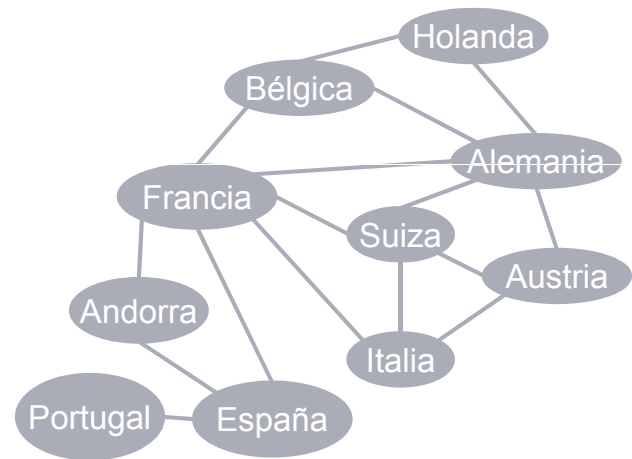 Holanda
Bélgica
Alemania
Francia
Suiza
Austria
Andorra
Italia
Portugal
España